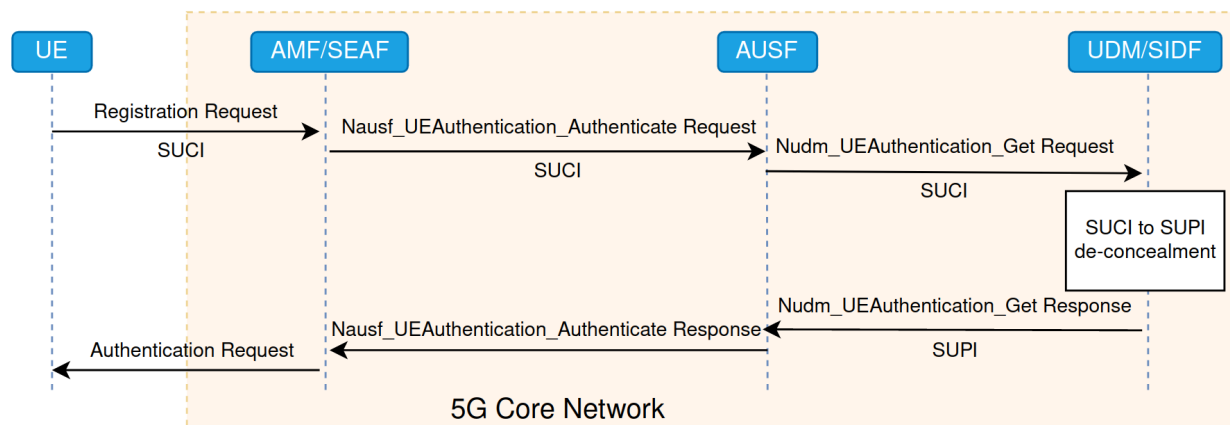 UE
AMF/SEAF
AUSF
UDM/SIDF
Registration Request
SUCI
Nausf_UEAuthentication_Authenticate Request
SUCI
Nudm_UEAuthentication_Get Request
SUCI
SUCI to SUPI
de-concealment
Nudm_UEAuthentication_Get Response
SUPI
Nausf_UEAuthentication_Authenticate Response
Authentication Request
5G Core Network